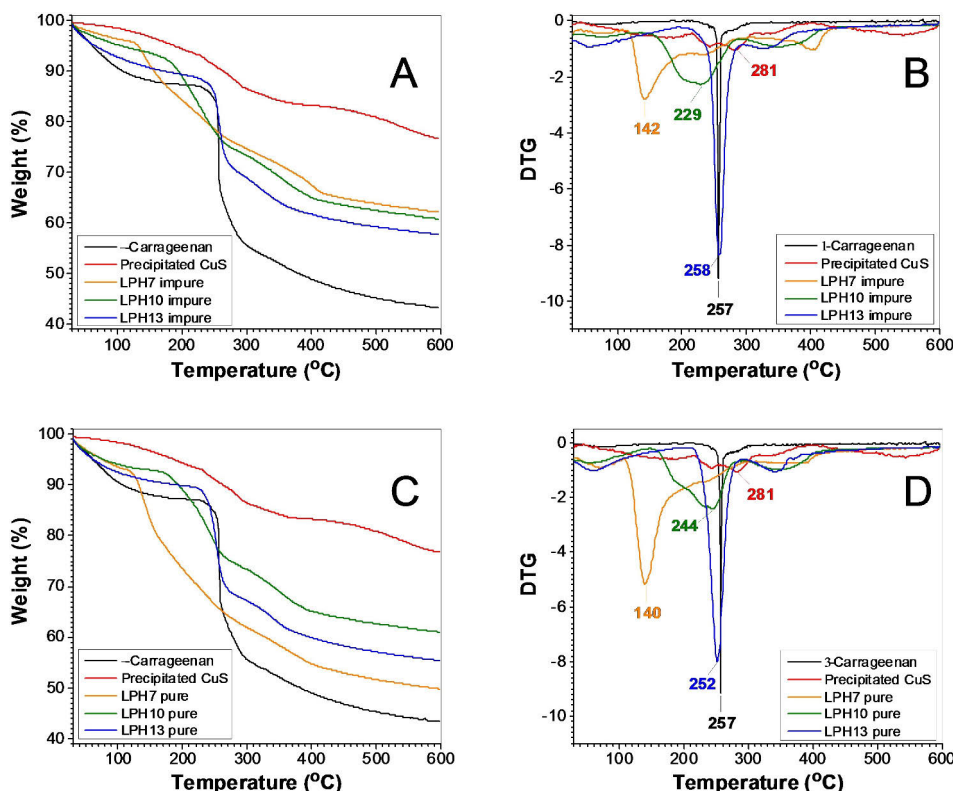 A
Weight (%)
100
90
80
70
60
50
40
100 200 300 400 500 600
Temperature (°C)
–Carrageenan
Precipitated CuS
LPH7 impure
LPH10 impure
LPH13 impure
B
DTG
0
-2
-4
-6
-8
-10
100 200 300 400 500 600
Temperature (°C)
281
229
142
258
257
1-Carrageenan
Precipitated CuS
LPH7 impure
LPH10 impure
LPH13 impure
C
Weight (%)
100
90
80
70
60
50
40
100 200 300 400 500 600
Temperature (°C)
–Carrageenan
Precipitated CuS
LPH7 pure
LPH10 pure
LPH13 pure
D
DTG
0
-2
-4
-6
-8
-10
100 200 300 400 500 600
Temperature (°C)
281
244
140
252
257
3-Carrageenan
Precipitated CuS
LPH7 pure
LPH10 pure
LPH13 pure